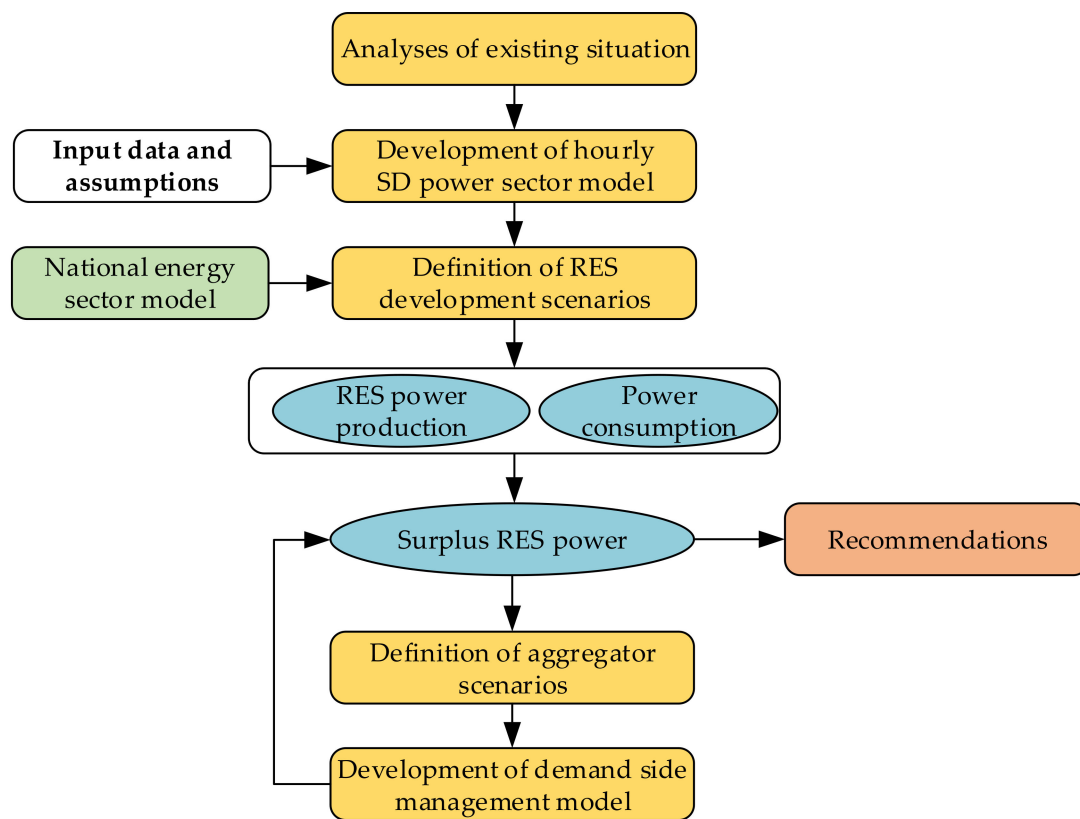 Analyses of existing situation
Input data and
assumptions
Development of hourly
SD power sector model
National energy
sector model
Definition of RES
development scenarios
RES power
production
Power
consumption
Surplus RES power
Recommendations
Definition of aggregator
scenarios
Development of demand side
management model